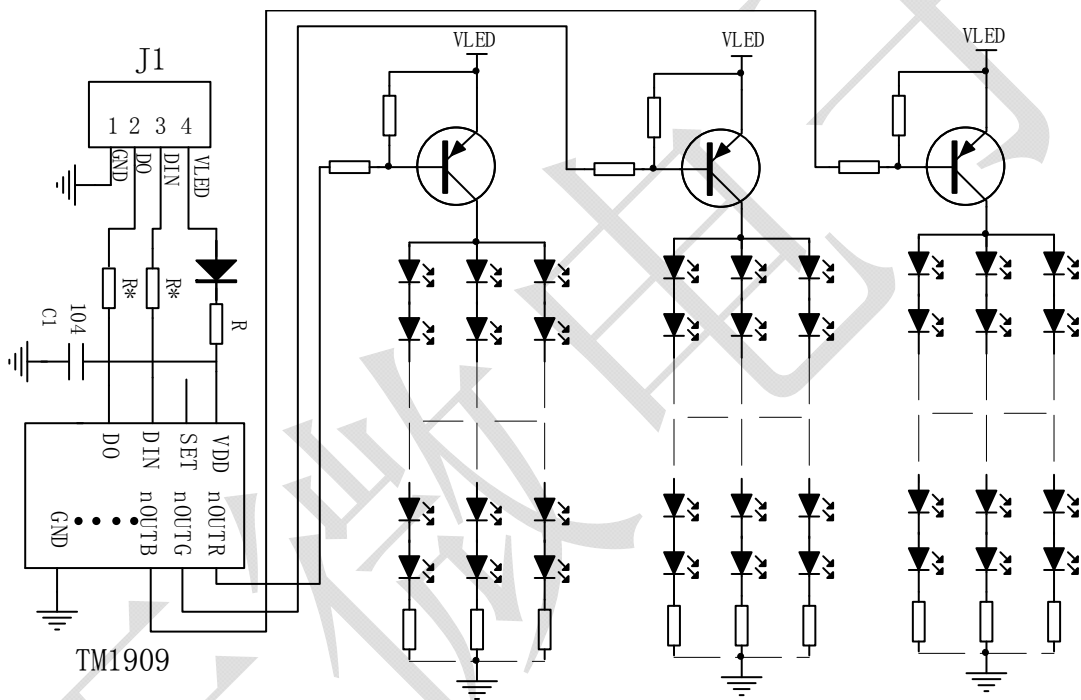 J1
1 2 3 4
GND
DO
DIN
VLED
R*
R*
R
104
C1
DO
DIN
SET
VDD
GND
nOUTB
nOUTG
nOUTR
TM1909
VLED
VLED
VLED